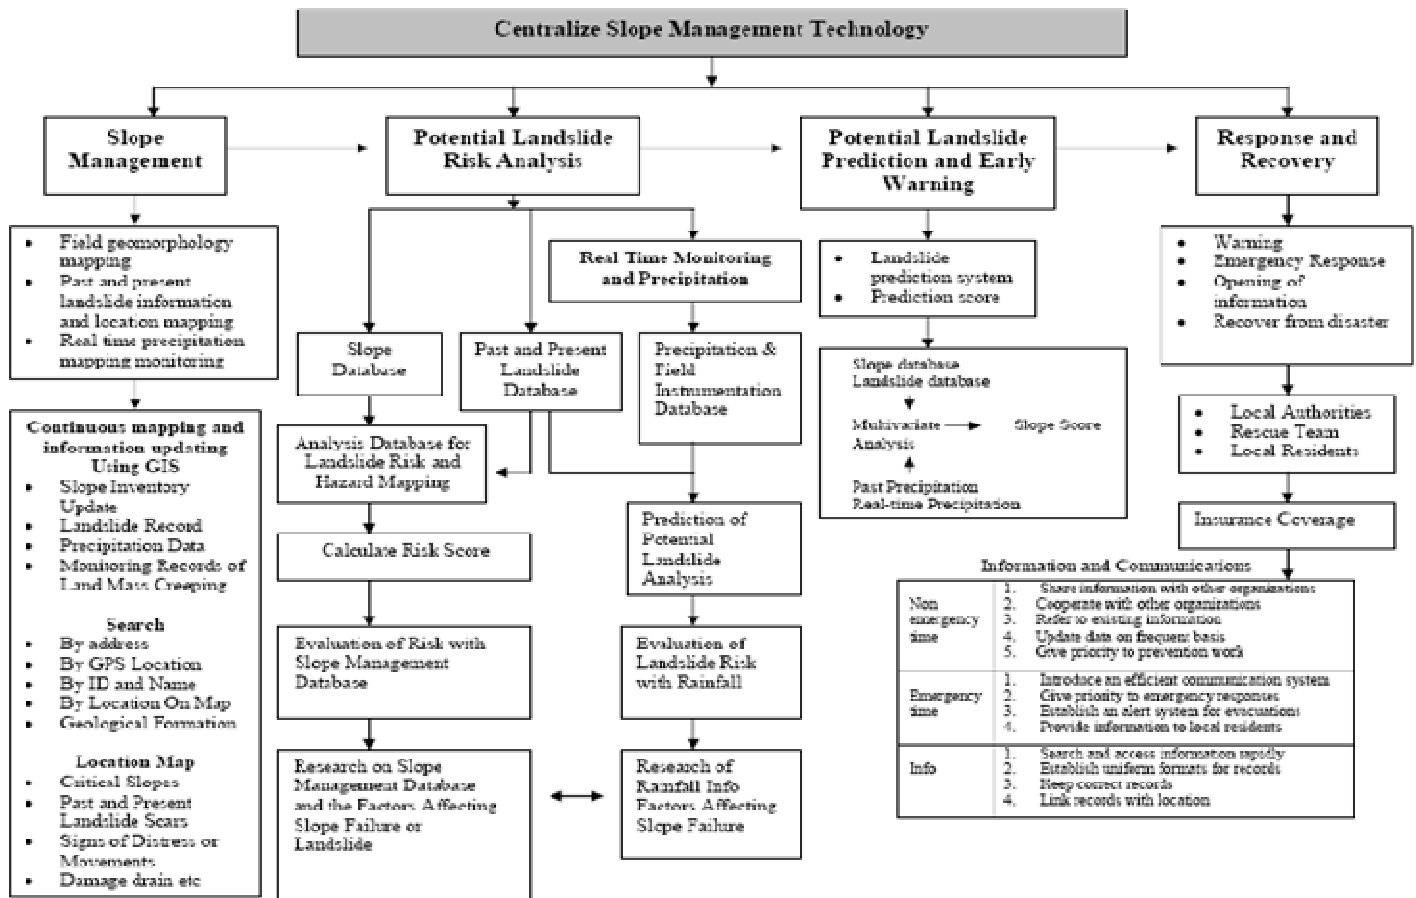 Centralize Slope Management Technology
Slope
Management
Potential Landslide
Risk Analysis
Potential Landslide
Prediction and Early
Warning
Response and
Recovery
• Field geomorphology
mapping
• Past and present
landslide information
and location mapping
• Real time precipitation
mapping monitoring
Continuous mapping and
information updating
Using GIS
• Slope Inventory
Update
• Landslide Record
• Precipitation Data
• Monitoring Records of
Land Mass Creeping
Search
• By address
• By GPS Location
• By ID and Name
• By Location On Map
• Geological Formation
Location Map
• Critical Slopes
• Past and Present
Landslide Scars
• Signs of Distress or
Movements
• Damage drain etc
Real Time Monitoring
and Precipitation
Slope
Database
Past and Present
Landslide
Database
Precipitation &
Field
Instrumentation
Database
Analysis Database for
Landslide Risk and
Hazard Mapping
Calculate Risk Score
Evaluation of Risk with
Slope Management
Database
Research on Slope
Management Database
and the Factors Affecting
Slope Failure or
Landslide
Prediction of
Potential
Landslide
Analysis
Evaluation of
Landslide Risk
with Rainfall
Research of
Rainfall Info
Factors Affecting
Slope Failure
• Landslide
prediction system
• Prediction score
Slope database
Landslide database
Multivariate
Analysis
Slope Score
Past Precipitation
Real-time Precipitation
• Warning
• Emergency Response
• Opening of
information
• Recover from disaster
• Local Authorities
• Rescue Team
• Local Residents
Insurance Coverage
Information and Communications
Non
emergency
time
1. Share information with other organizations
2. Cooperate with other organizations
3. Refer to existing information
4. Update data on frequent basis
5. Give priority to prevention work
Emergency
time
1. Introduce an efficient communication system
2. Give priority to emergency responses
3. Establish an alert system for evacuations
4. Provide information to local residents
Info
1. Search and access information rapidly
2. Establish uniform formats for records
3. Keep correct records
4. Link records with location